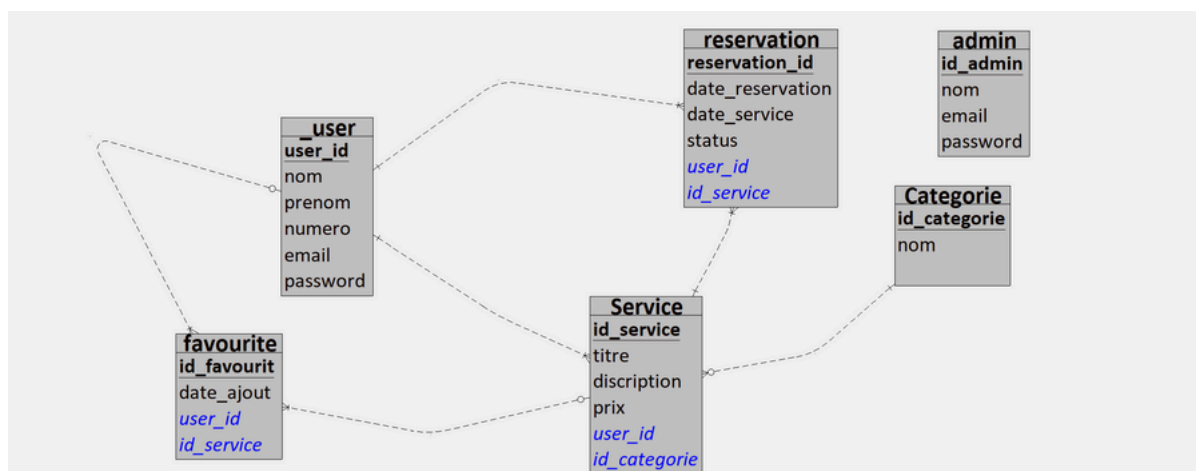 _user
user_id
nom
prenom
numero
email
password
favourite
id_favourit
date_ajout
user_id
id_service
reservation
reservation_id
date_reservation
date_service
status
user_id
id_service
Service
id_service
titre
discription
prix
user_id
id_categorie
admin
id_admin
nom
email
password
Categorie
id_categorie
nom